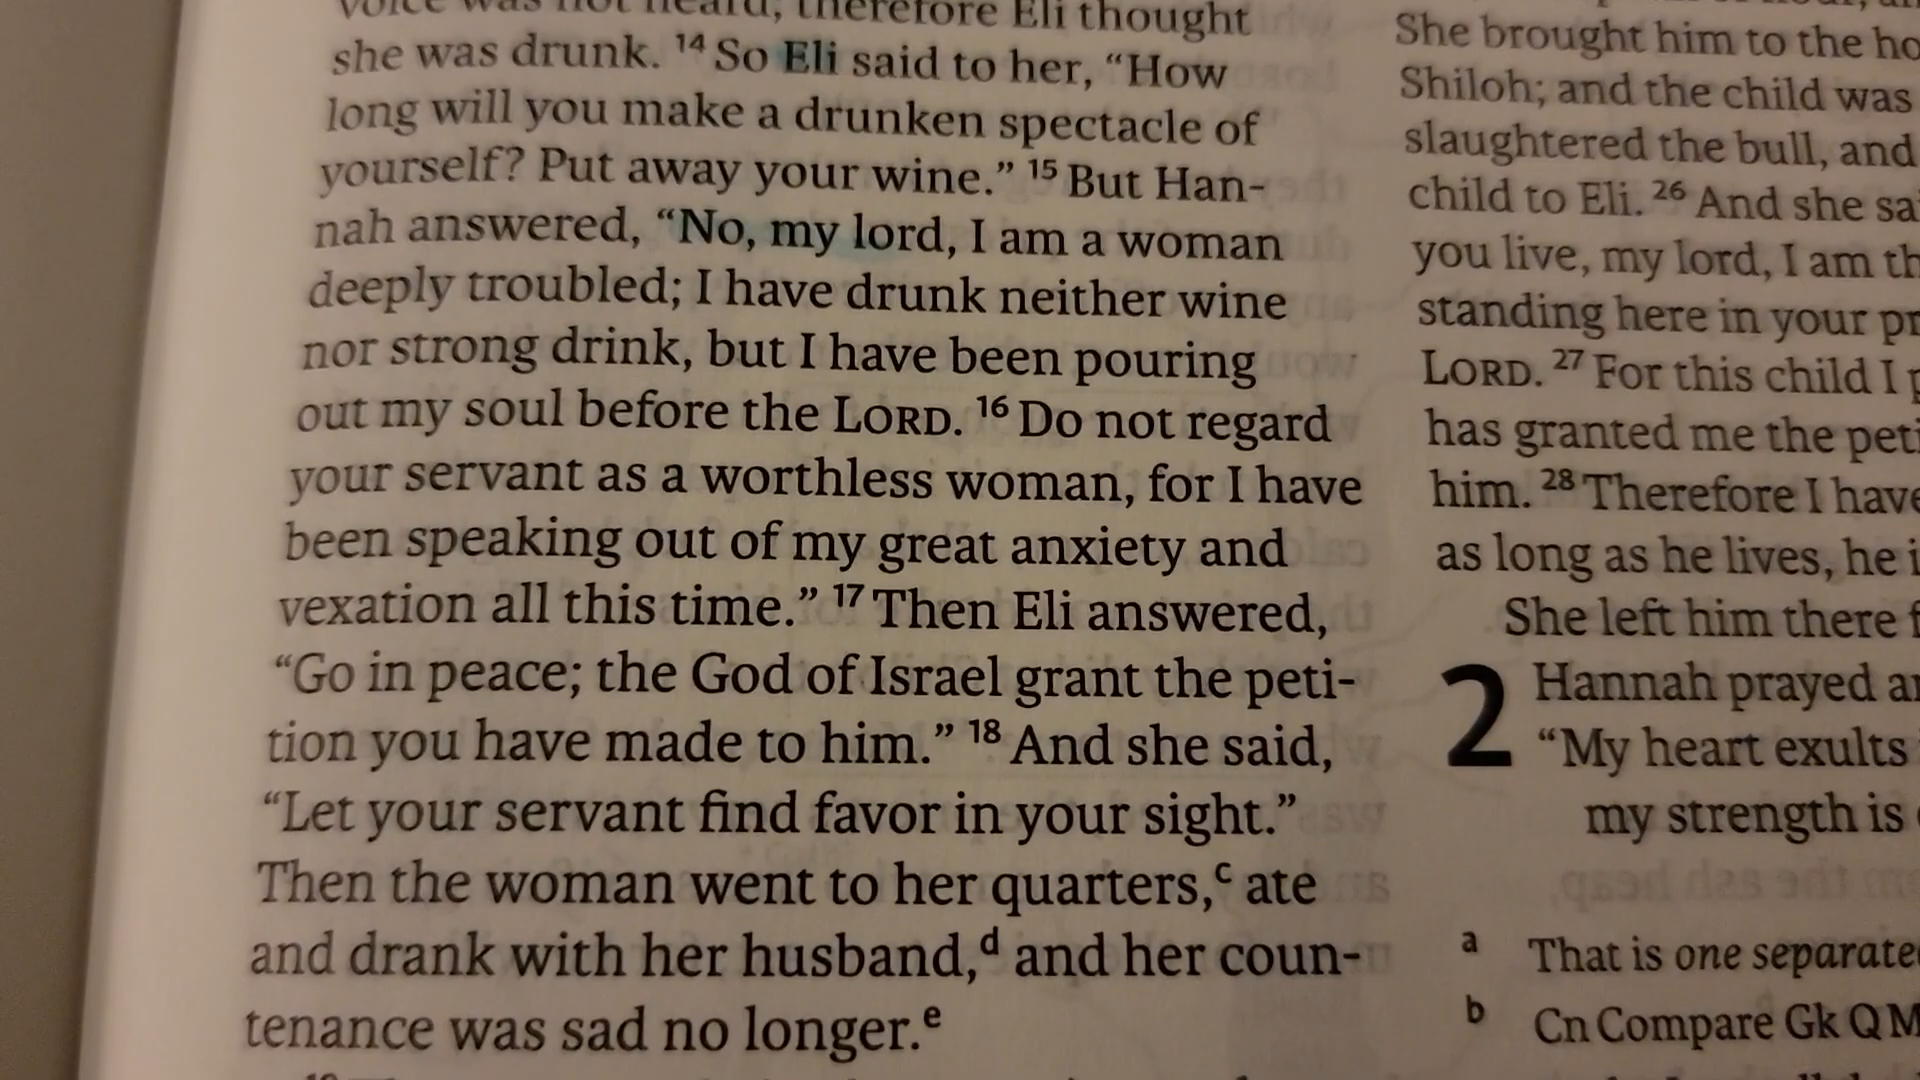 voice was not heard; therefore Eli thought
she was drunk. 14 So Eli said to her, “How
long will you make a drunken spectacle of
yourself? Put away your wine.” 15 But Han-
nah answered, “No, my lord, I am a woman
deeply troubled; I have drunk neither wine
nor strong drink, but I have been pouring
out my soul before the LORD. 16 Do not regard
your servant as a worthless woman, for I have
been speaking out of my great anxiety and
vexation all this time.” 17 Then Eli answered,
“Go in peace; the God of Israel grant the peti-
tion you have made to him.” 18 And she said,
“Let your servant find favor in your sight.”
Then the woman went to her quarters,c ate
and drank with her husband,d and her coun-
tenance was sad no longer.e
She brought him to the
Shiloh; and the child was
slaughtered the bull, and
child to Eli. 26 And she
you live, my lord, I am
standing here in your
LORD. 27 For this child I
has granted me the
him. 28 Therefore I have
as long as he lives, he
She left him there
2 Hannah prayed
“My heart exults
my strength is
a That is one separated
b Cn Compare Gk Q